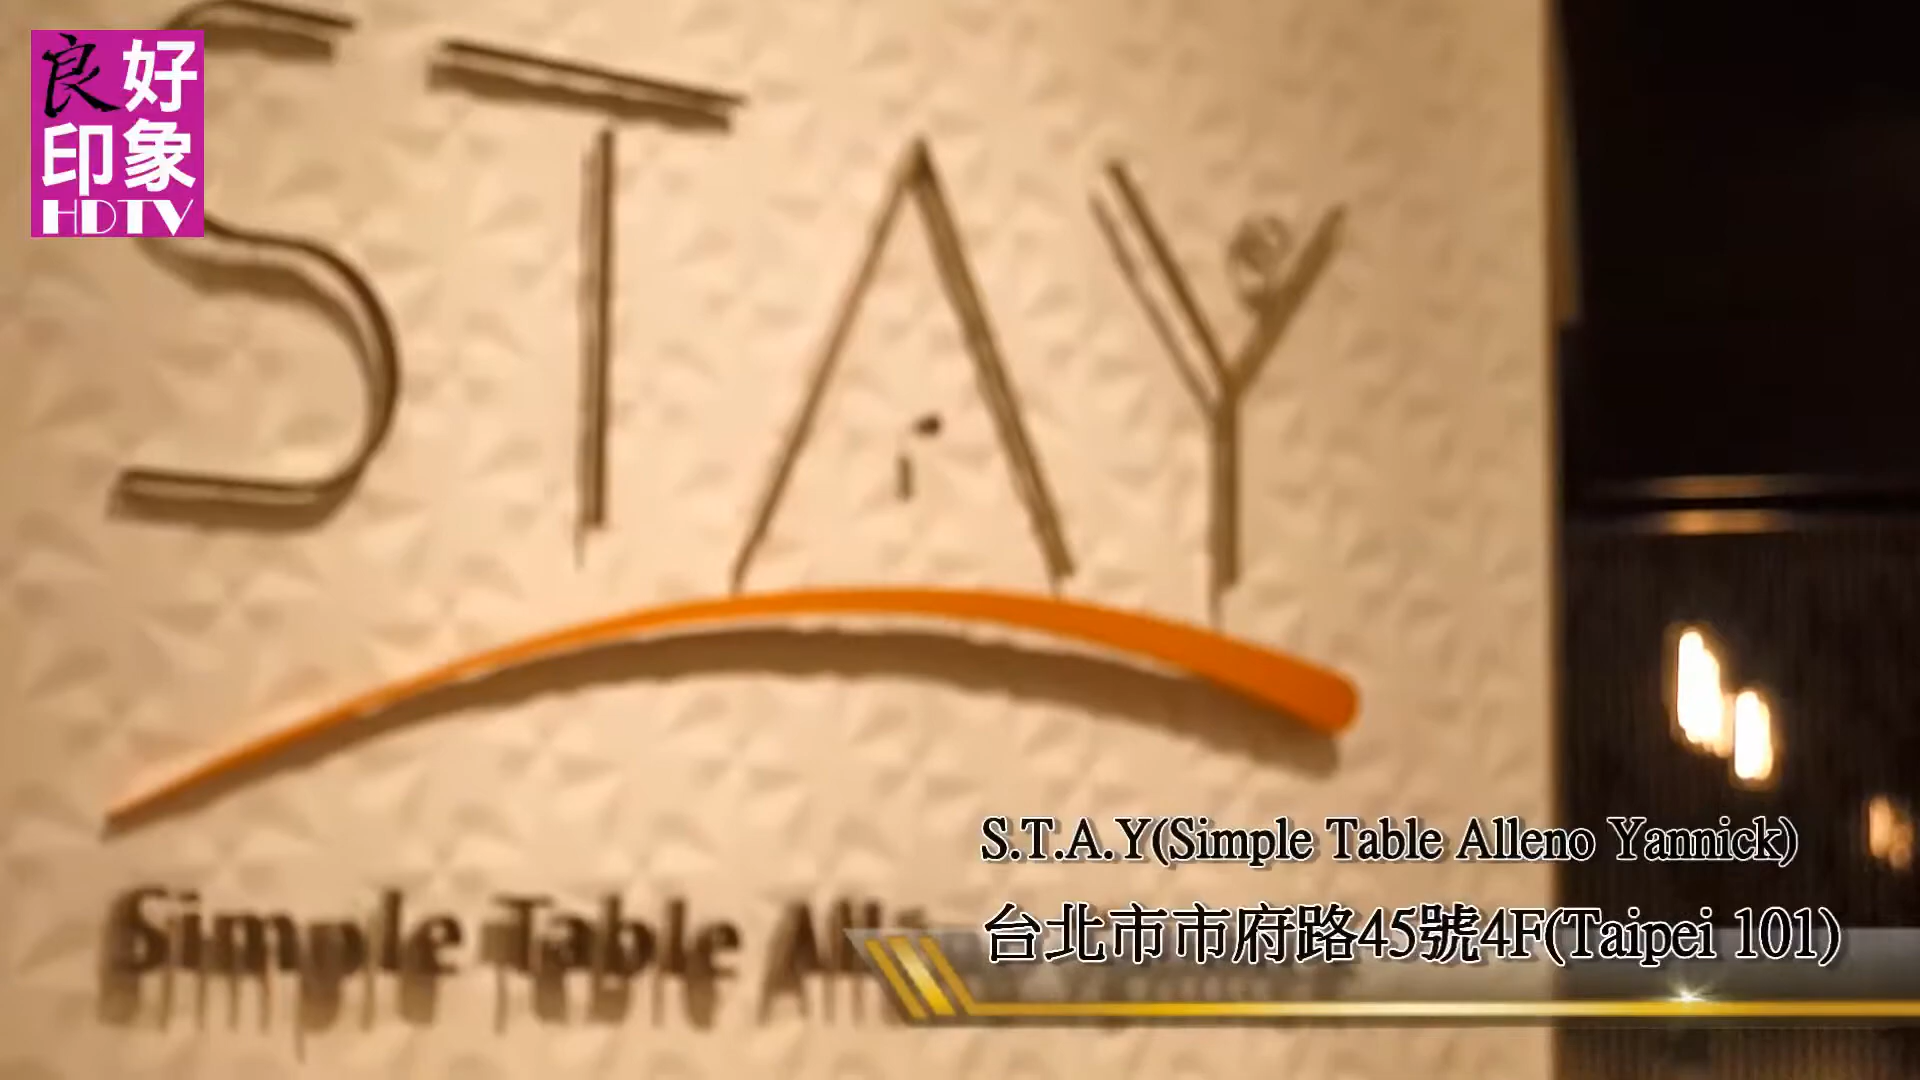 良好
印象
HDTV
STAY
Simple Table
S.T.A.Y(Simple Table Alleno Yannick)
台北市市府路45號4F(Taipei 101)